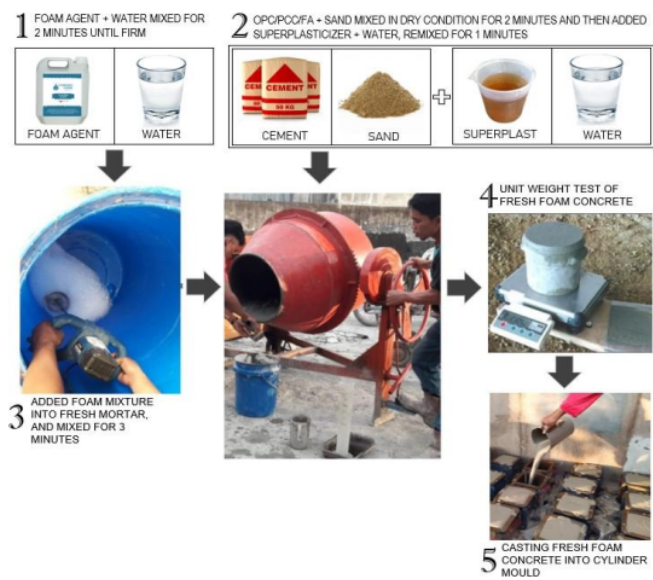 1 FOAM AGENT + WATER MIXED FOR
2 MINUTES UNTIL FIRM
2 OPC/PCC/FA + SAND MIXED IN DRY CONDITION FOR 2 MINUTES AND THEN ADDED
SUPERPLASTICIZER + WATER, REMIXED FOR 1 MINUTES
CEMENT
50 KG
CEMENT
FOAM AGENT
WATER
CEMENT
SAND
SUPERPLAST
WATER
4 UNIT WEIGHT TEST OF
FRESH FOAM CONCRETE
3 ADDED FOAM MIXTURE
INTO FRESH MORTAR,
AND MIXED FOR 3
MINUTES
5 CASTING FRESH FOAM
CONCRETE INTO CYLINDER
MOULD